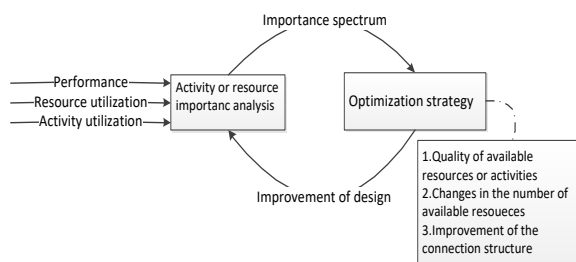 Importance spectrum
Performance
Resource utilization
Activity utilization
Activity or resource
importanc analysis
Optimization strategy
Improvement of design
1.Quality of available
resources or activities
2.Changes in the number of
available resoueces
3.Improvement of the
connection structure